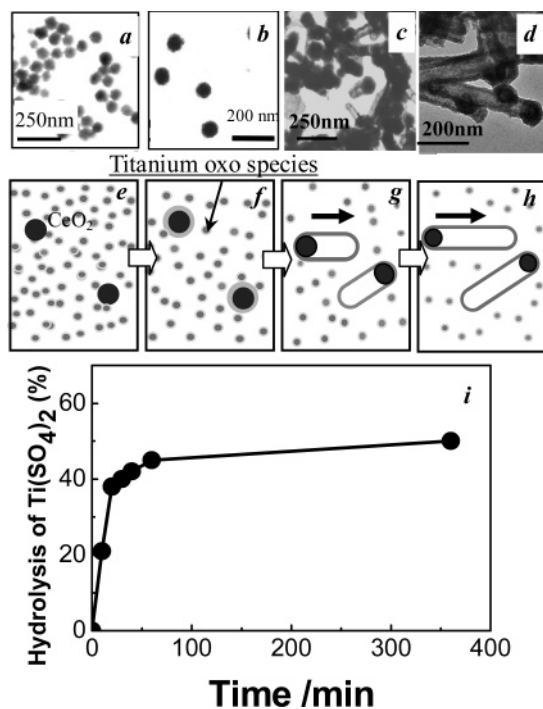 a
b
c
d
250nm
200 nm
250nm
200nm
Titanium oxo species
e
f
g
h
CeO₂
Hydrolysis of Ti(SO₄)₂ (%)
i
60
40
20
0
0
100
200
300
400
Time /min